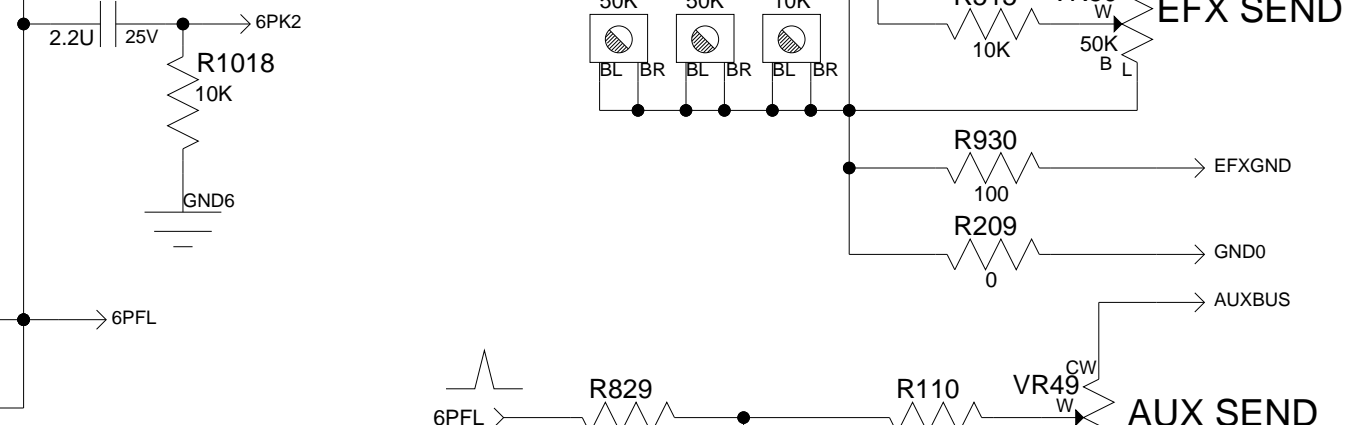 50K
50K
10K
W
EFX SEND
6PK2
2.2U
25V
10K
50K
B
L
R1018
10K
BL
BR
BL
BR
BL
BR
R930
EFXGND
100
GND6
R209
GND0
0
AUXBUS
6PFL
CW
R829
R110
VR49
W
6PFL
AUX SEND